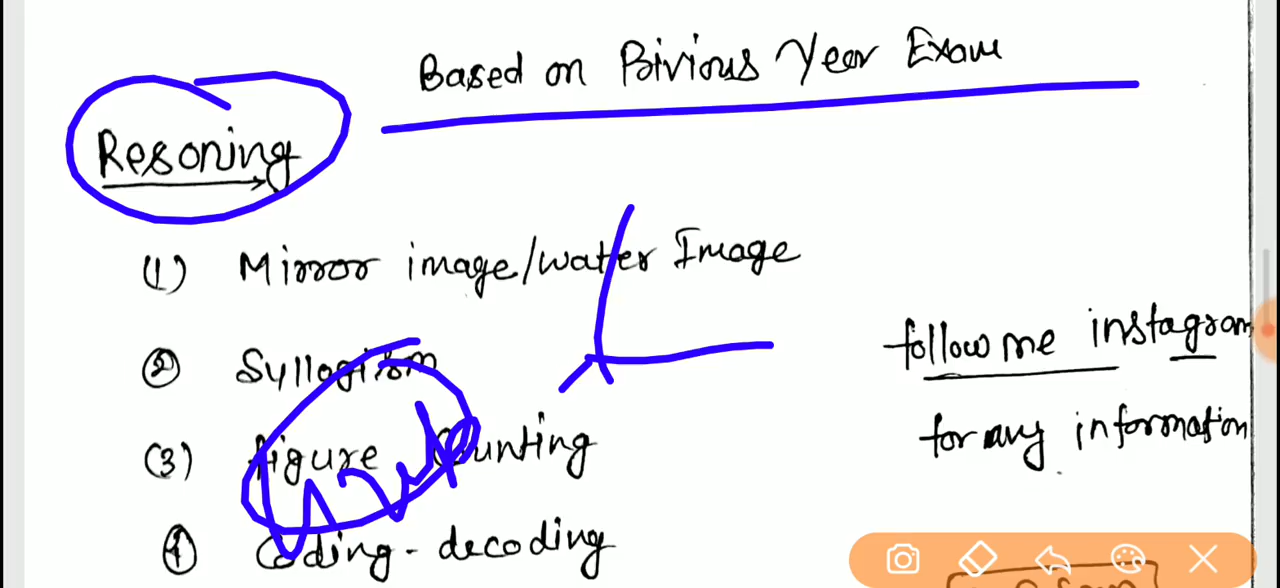 Based on Privious Year Exam
Resoning
(1) Mirror image/water Image
② Syllogism
(3) figure counting
④ Coding - decoding
follow me instagram
for any information